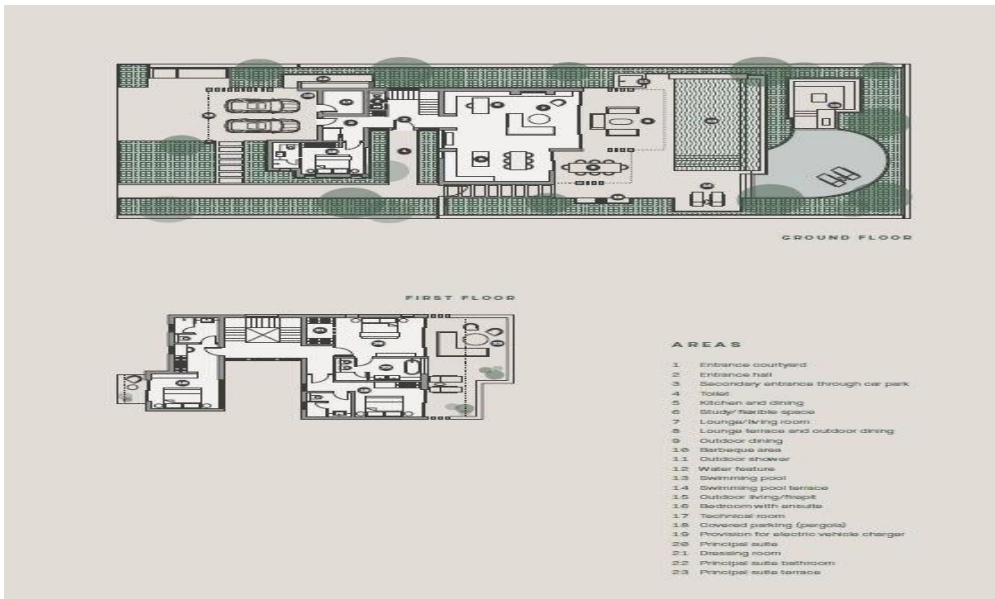 GROUND FLOOR
FIRST FLOOR
AREAS
1 Entrance courtyard
2 Entrance hall
3 Secondary entrance through car park
4 Toilet
5 Kitchen and dining
6 Study/flexible space
7 Lounge/living room
8 Lounge terrace and outdoor dining
9 Outdoor dining
10 Barbeque area
11 Outdoor shower
12 Water feature
13 Swimming pool
14 Swimming pool terrace
15 Outdoor living/firepit
16 Bedroom with ensuite
17 Technical room
18 Covered parking (pergola)
19 Provision for electric vehicle charger
20 Principal suite
21 Dressing room
22 Principal suite bathroom
23 Principal suite terrace